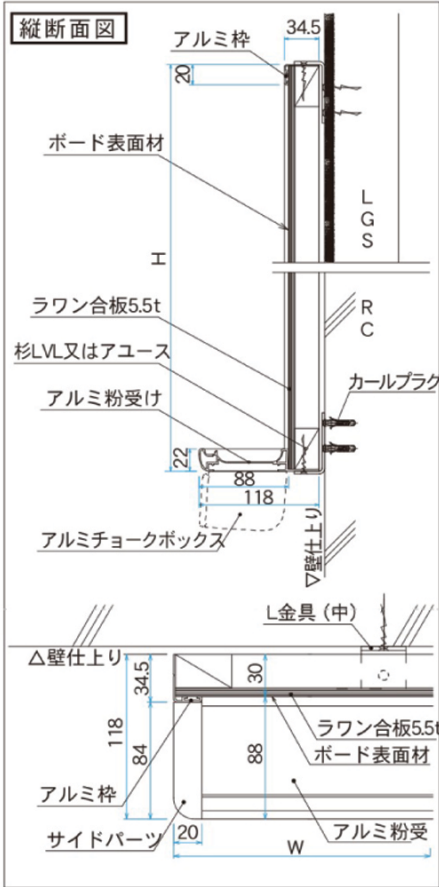 縦断面図
アルミ枠
34.5
20
ボード表面材
H
L
G
S
ラワン合板5.5t
R
C
杉LVL又はアユース
カールプラグ
アルミ粉受け
22
88
118
アルミチョークボックス
▽壁仕上り
L金具(中)
△壁仕上り
34.5
30
118
ラワン合板5.5t
ボード表面材
84
88
アルミ枠
サイドパーツ
20
アルミ粉受
W